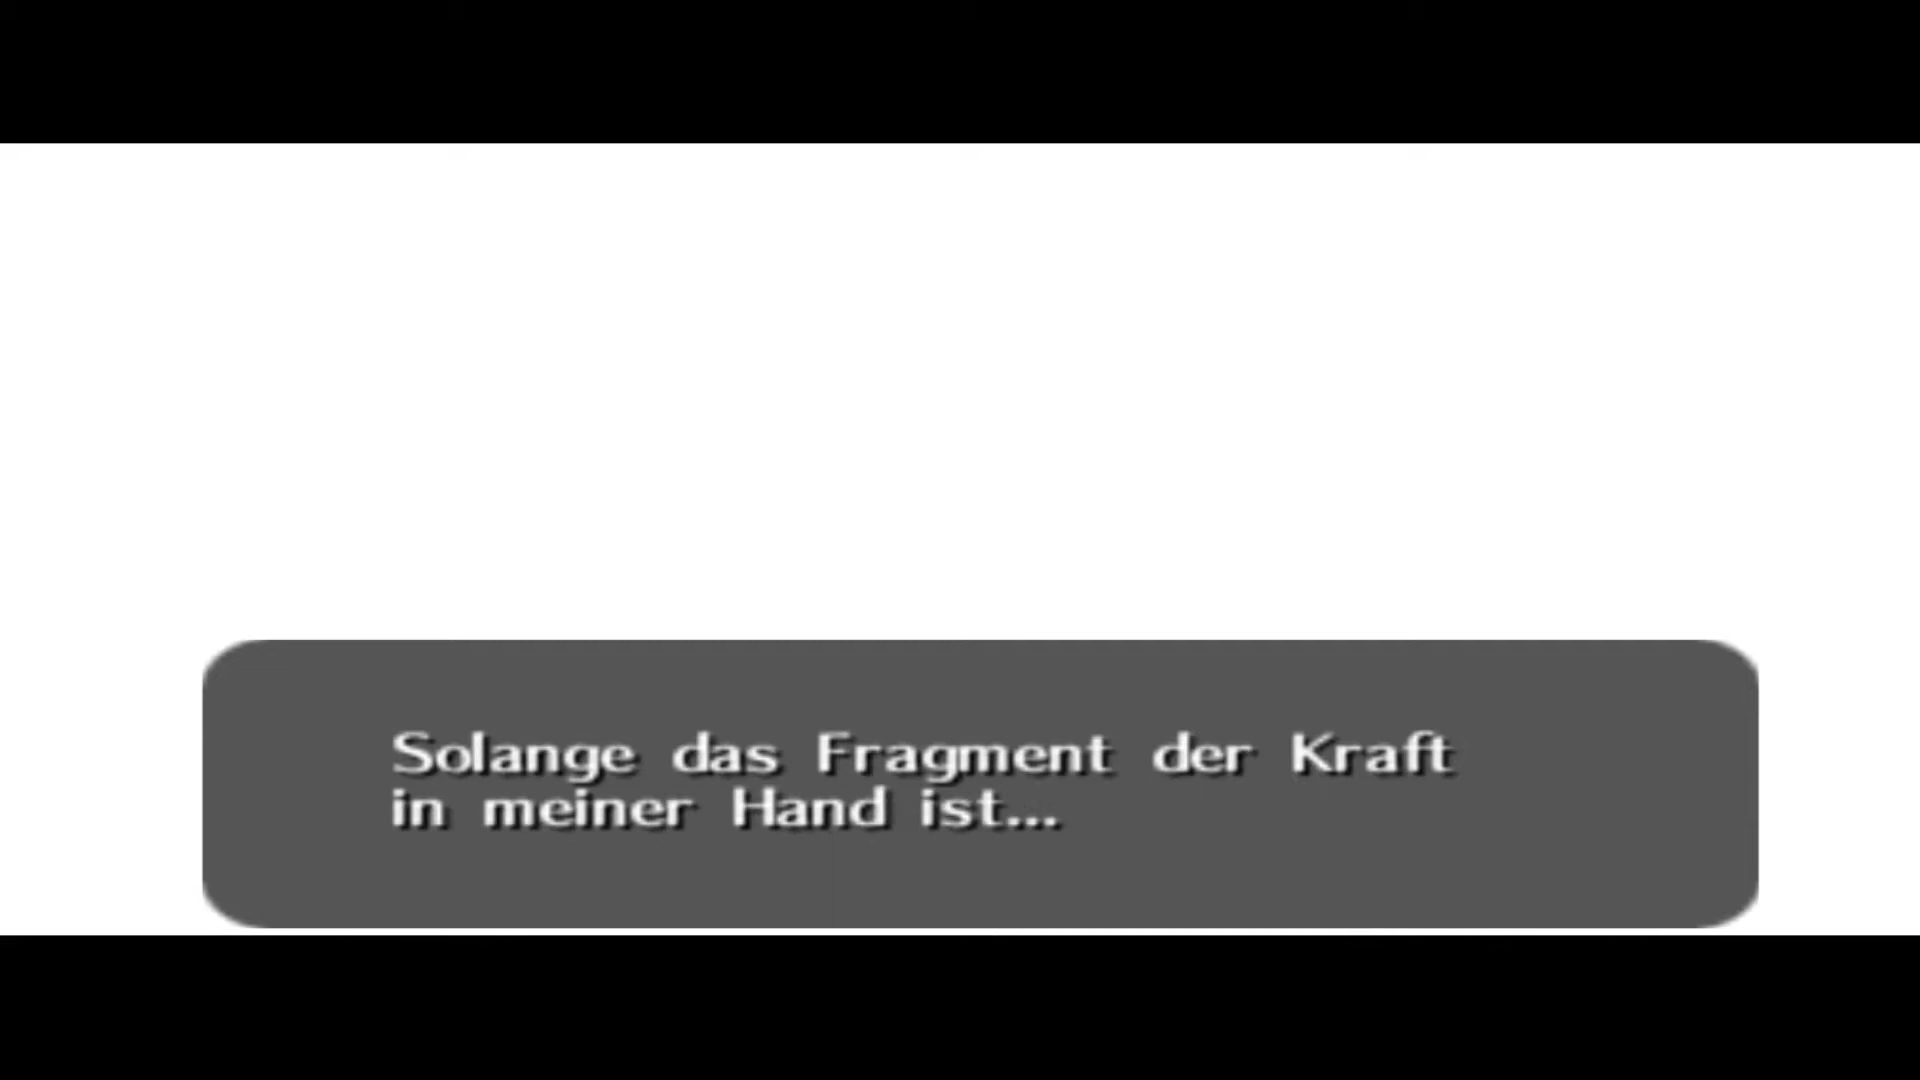 Solange das Fragment der Kraft
in meiner Hand ist...